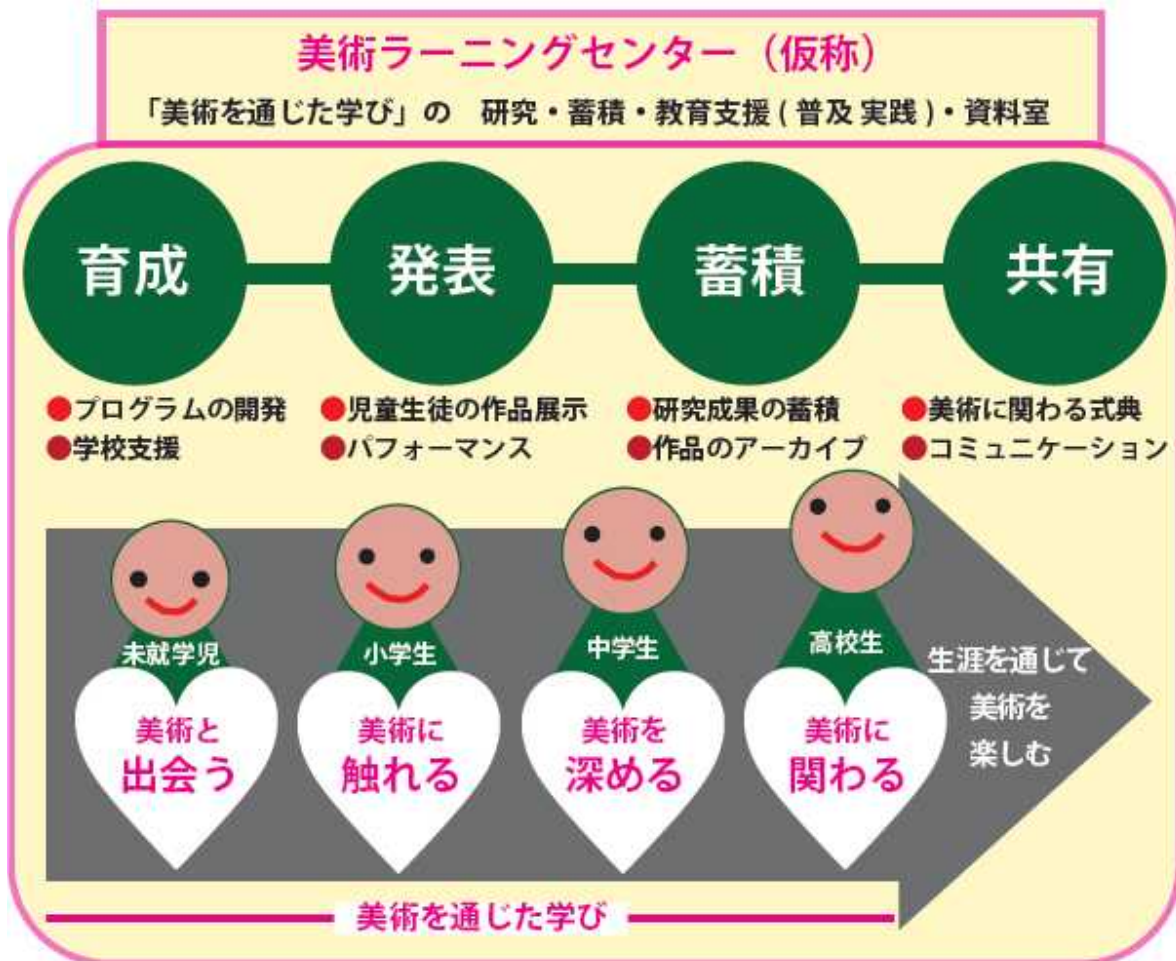 美術ラーニングセンター（仮称）
「美術を通じた学び」の　研究・蓄積・教育支援 ( 普及 実践 )・資料室
育成
発表
蓄積
共有
●プログラムの開発
●学校支援
●児童生徒の作品展示
●パフォーマンス
●研究成果の蓄積
●作品のアーカイブ
●美術に関わる式典
●コミュニケーション
未就学児
美術と
出会う
小学生
美術に
触れる
中学生
美術を
深める
高校生
美術に
関わる
生涯を通じて
美術を
楽しむ
美術を通じた学び